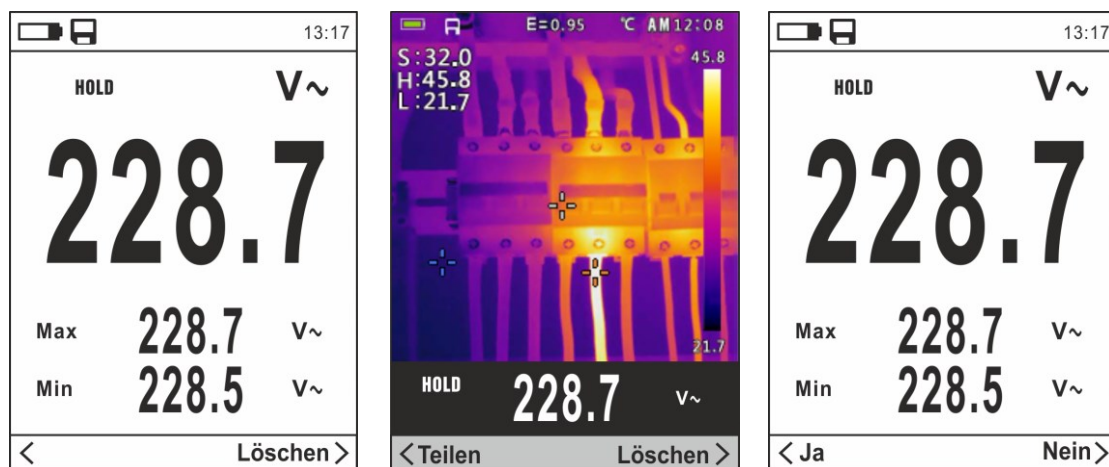 13:17
HOLD V~
228.7
Max 228.7 V~
Min 228.5 V~
< Löschen >
E=0.95 °C AM 12:08
S:32.0
H:45.8
L:21.7
45.8
21.7
HOLD 228.7 V~
<Teilen Löschen >
13:17
HOLD V~
228.7
Max 228.7 V~
Min 228.5 V~
< Ja Nein >